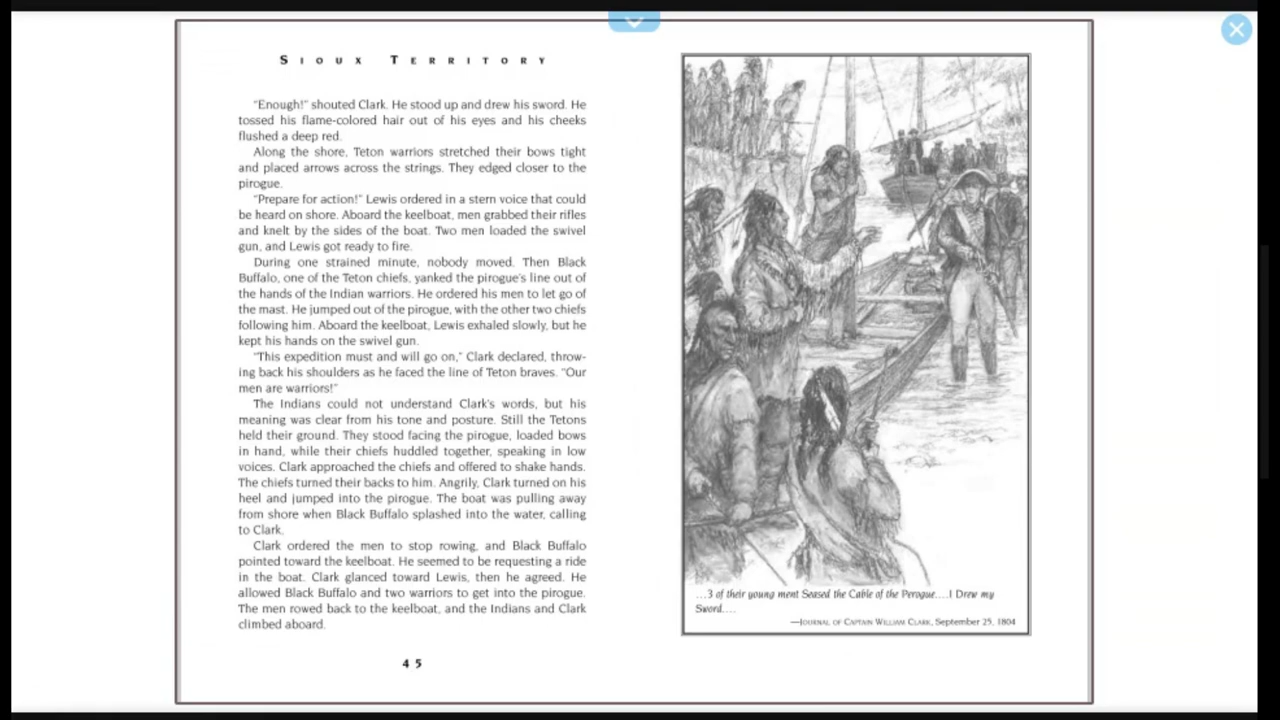 Sioux Territory
"Enough!" shouted Clark. He stood up and drew his sword. He
tossed his flame-colored hair out of his eyes and his cheeks
flushed a deep red.
Along the shore, Teton warriors stretched their bows tight
and placed arrows across the strings. They edged closer to the
pirogue.
"Prepare for action!" Lewis ordered in a stern voice that could
be heard on shore. Aboard the keelboat, men grabbed their rifles
and knelt by the sides of the boat. Two men loaded the swivel
gun, and Lewis got ready to fire.
During one strained minute, nobody moved. Then Black
Buffalo, one of the Teton chiefs, yanked the pirogue's line out of
the hands of the Indian warriors. He ordered his men to let go of
the mast. He jumped out of the pirogue, with the other two chiefs
following him. Aboard the keelboat, Lewis exhaled slowly, but he
kept his hands on the swivel gun.
"This expedition must and will go on," Clark declared, throw-
ing back his shoulders as he faced the line of Teton braves. "Our
men are warriors!"
The Indians could not understand Clark's words, but his
meaning was clear from his tone and posture. Still the Tetons
held their ground. They stood facing the pirogue, loaded bows
in hand, while their chiefs huddled together, speaking in low
voices. Clark approached the chiefs and offered to shake hands.
The chiefs turned their backs to him. Angrily, Clark turned on his
heel and jumped into the pirogue. The boat was pulling away
from shore when Black Buffalo splashed into the water, calling
to Clark.
Clark ordered the men to stop rowing, and Black Buffalo
pointed toward the keelboat. He seemed to be requesting a ride
in the boat. Clark glanced toward Lewis, then he agreed. He
allowed Black Buffalo and two warriors to get into the pirogue.
The men rowed back to the keelboat, and the Indians and Clark
climbed aboard.
45
...3 of their young ment Seased the Cable of the Perogue....I Drew my
Sword....
—Journal of Captain William Clark, September 25, 1804